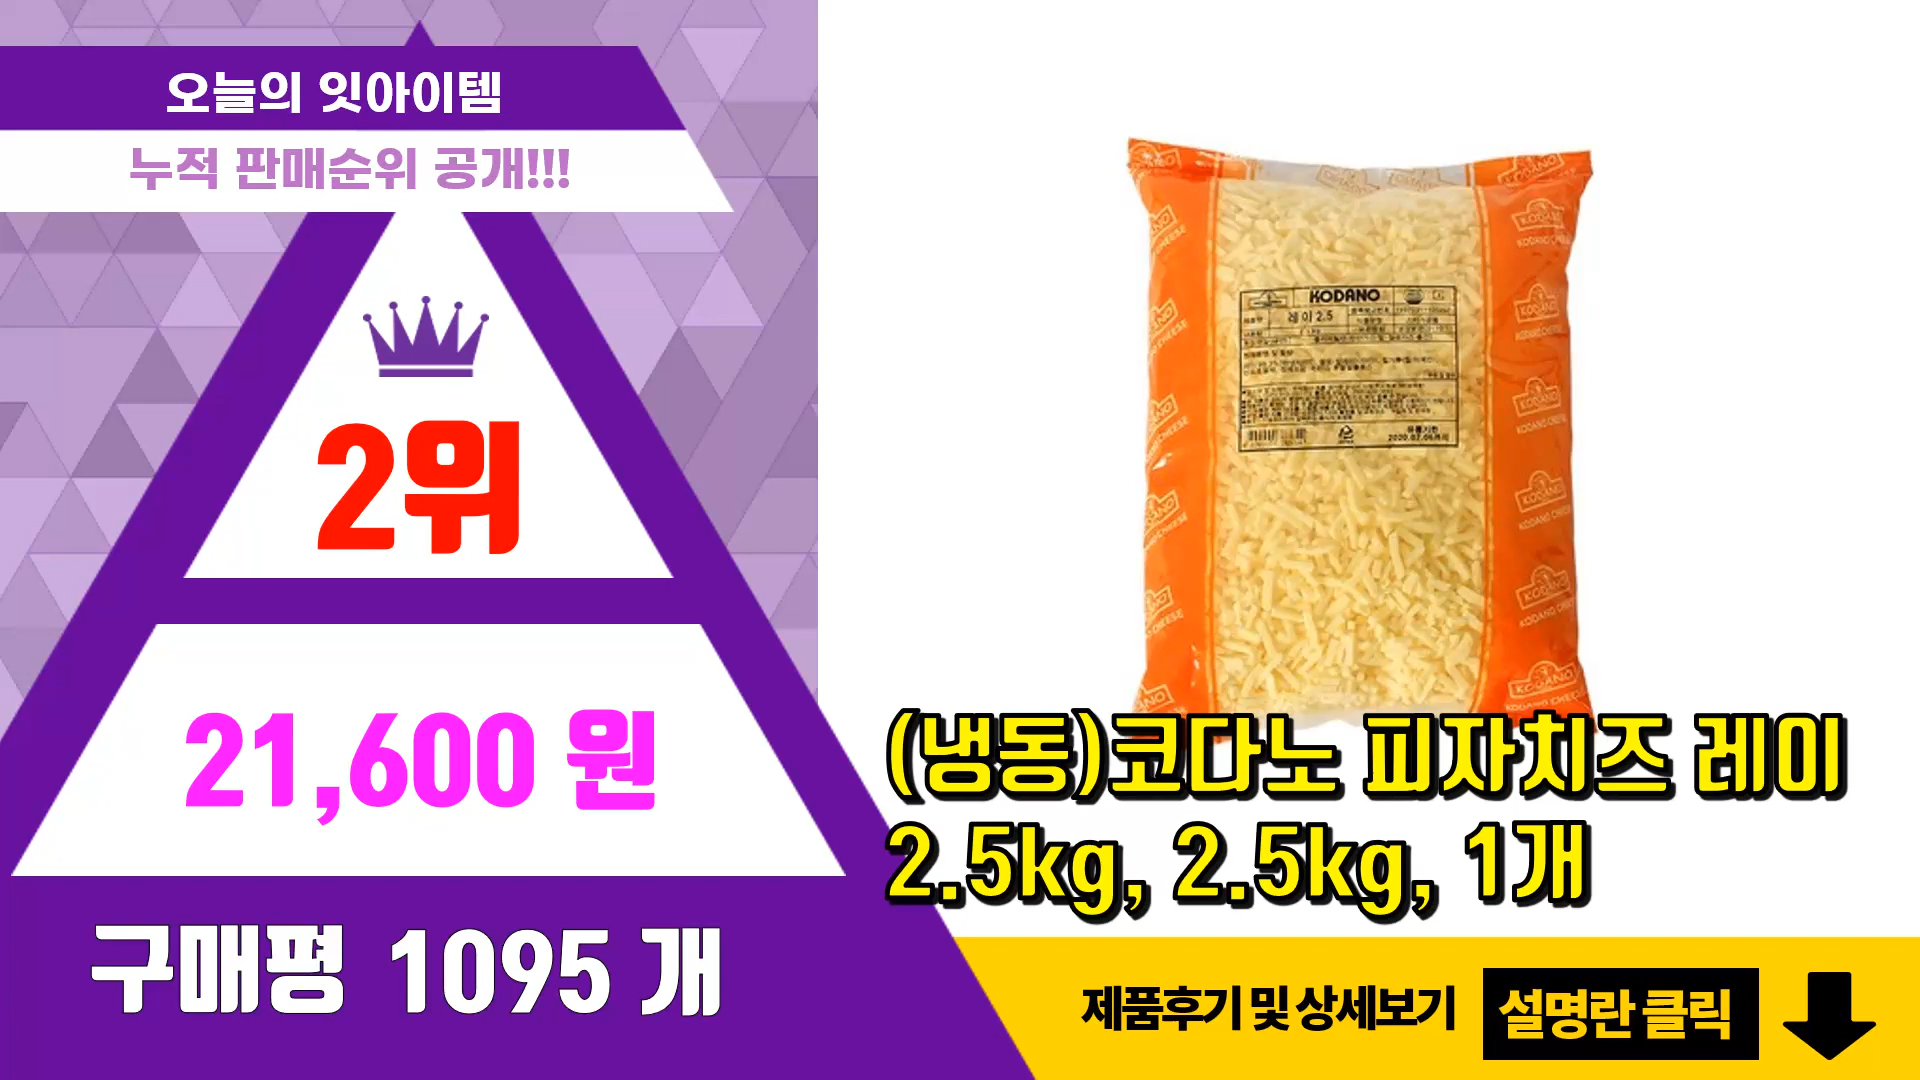 오늘의 잇아이템
누적 판매순위 공개!!!
2위
21,600 원
구매평 1095 개
KODANO
레이 2.5
KODANO
KODANO CHEESE
(냉동)코다노 피자치즈 레이
2.5kg, 2.5kg, 1개
제품후기 및 상세보기
설명란 클릭